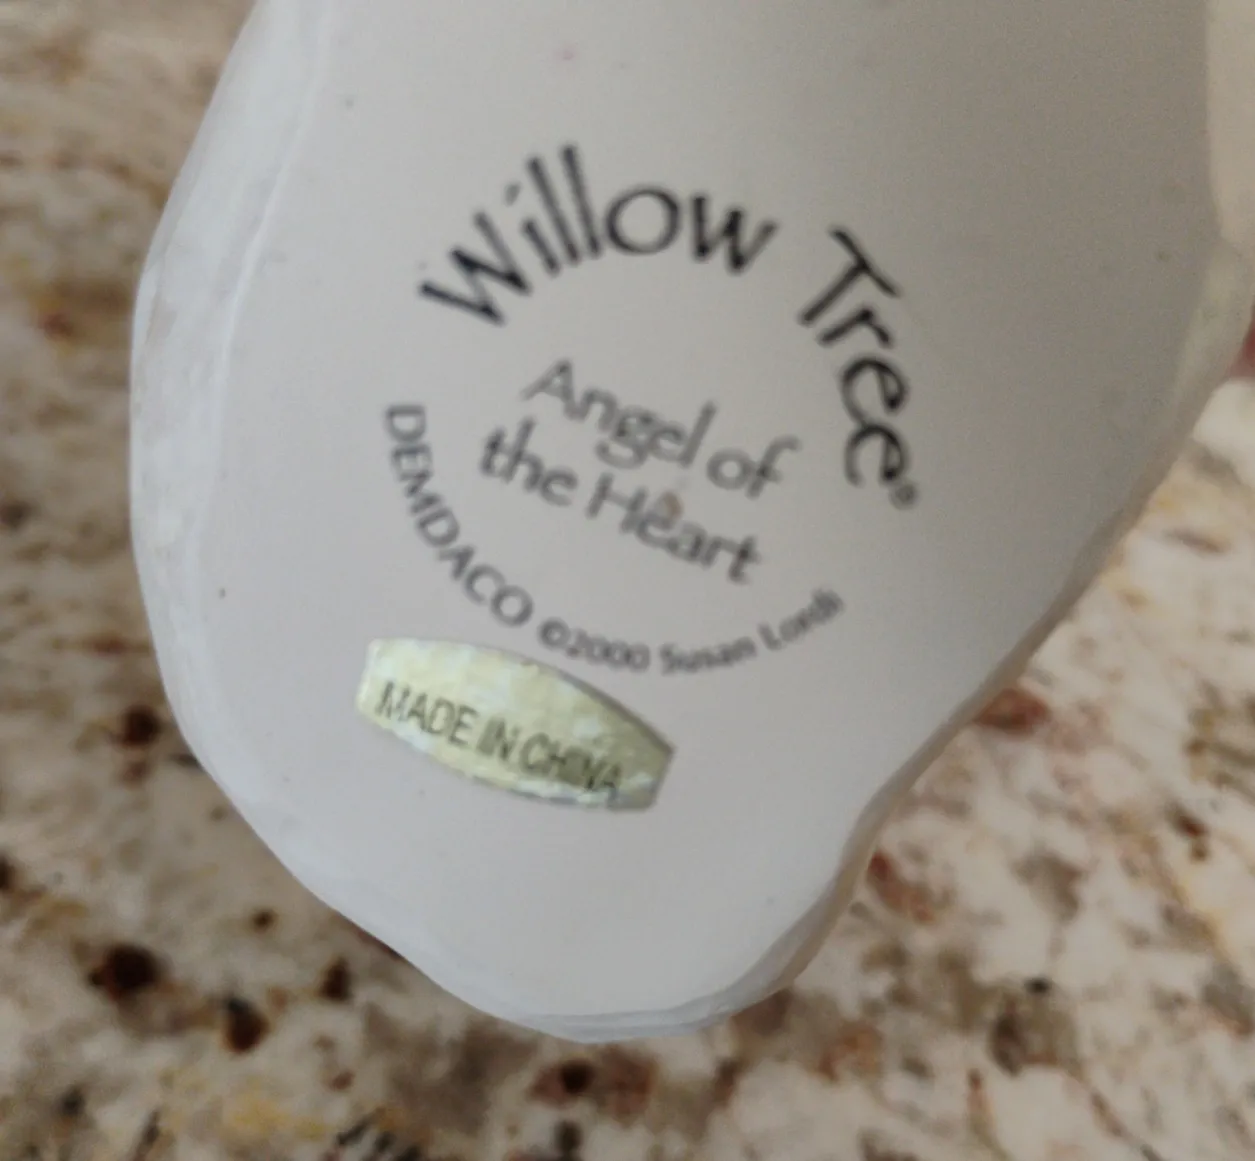 Willow Tree®
Angel of
the Heart
DEMDACO ©2000 Susan Lordi
MADE IN CHINA